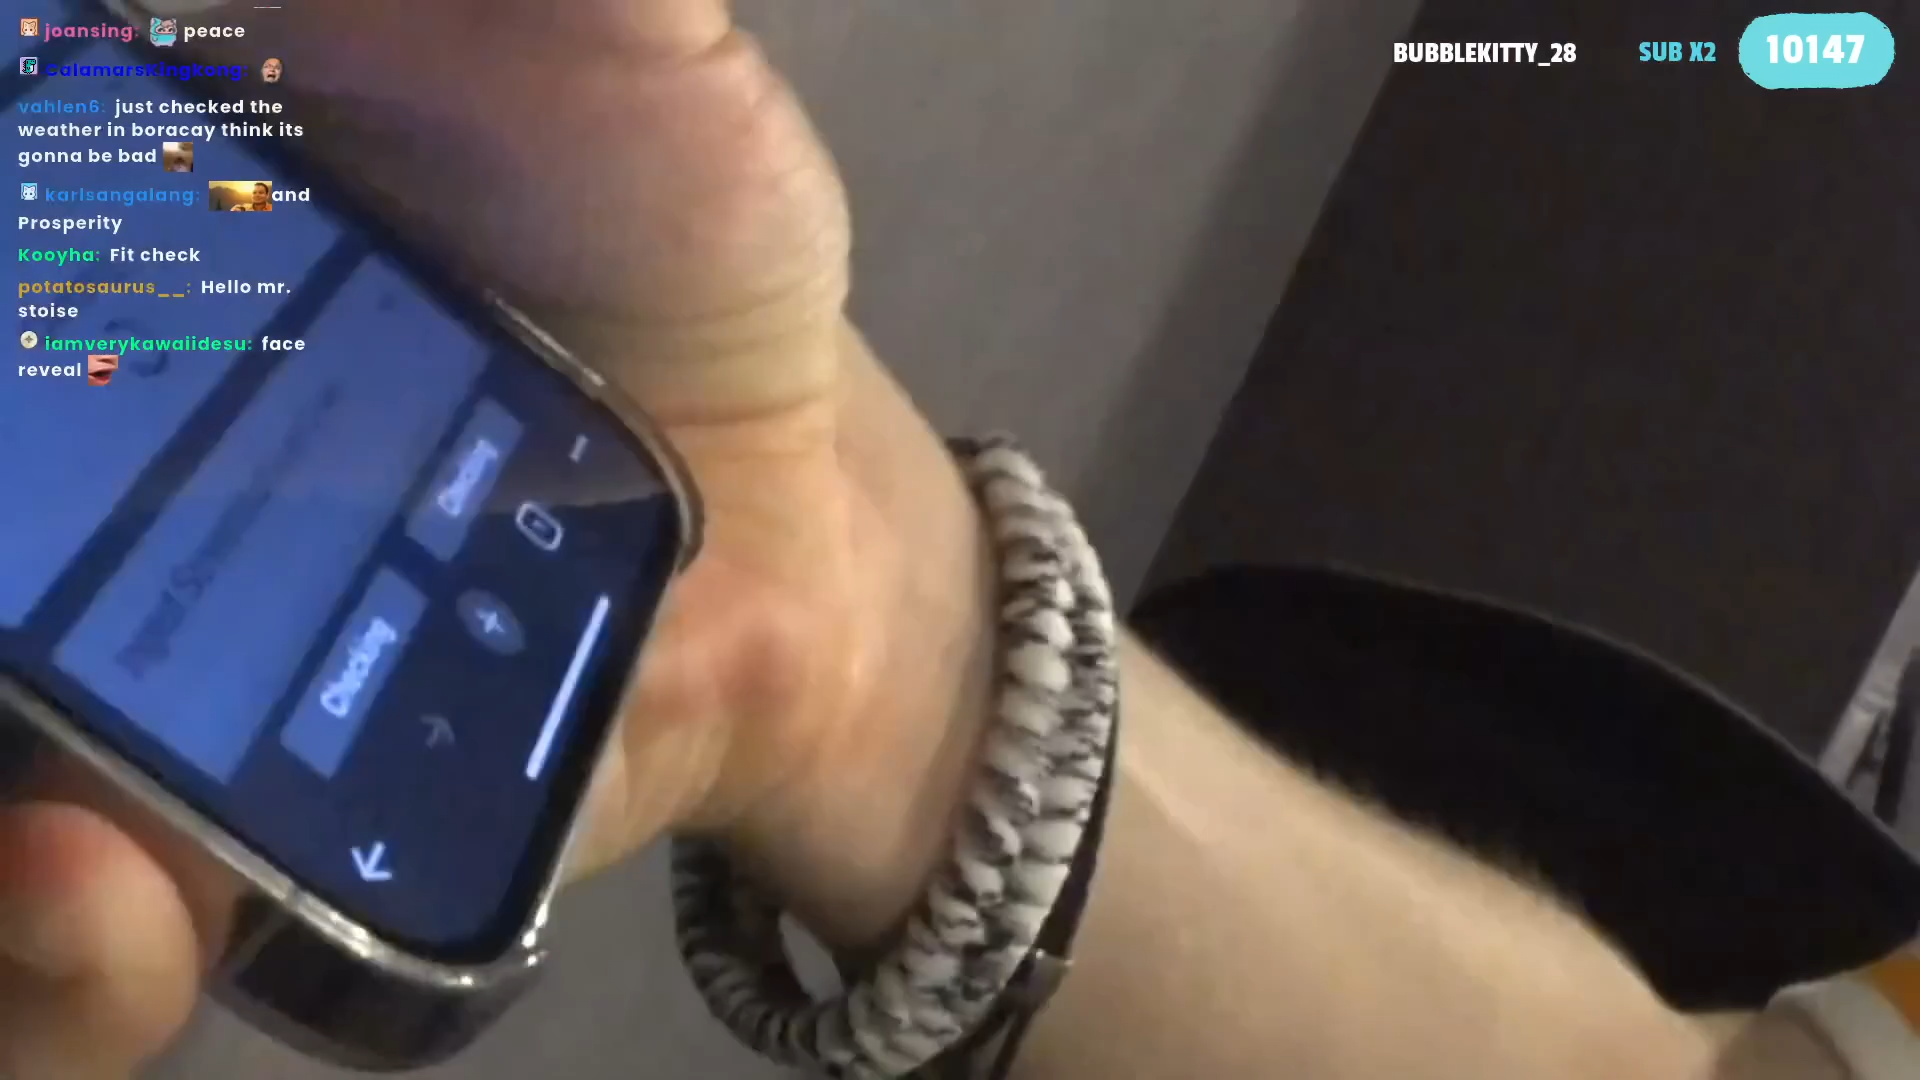 joansing: peace
CalamarsKingkong:
vahlen6: just checked the
weather in boracay think its
gonna be bad
karlsangalang: and
Prosperity
Kooyha: Fit check
potatosaurus__: Hello mr.
stoise
iamverykawaiidesu: face
reveal
BUBBLEKITTY_28 SUB X2 10147